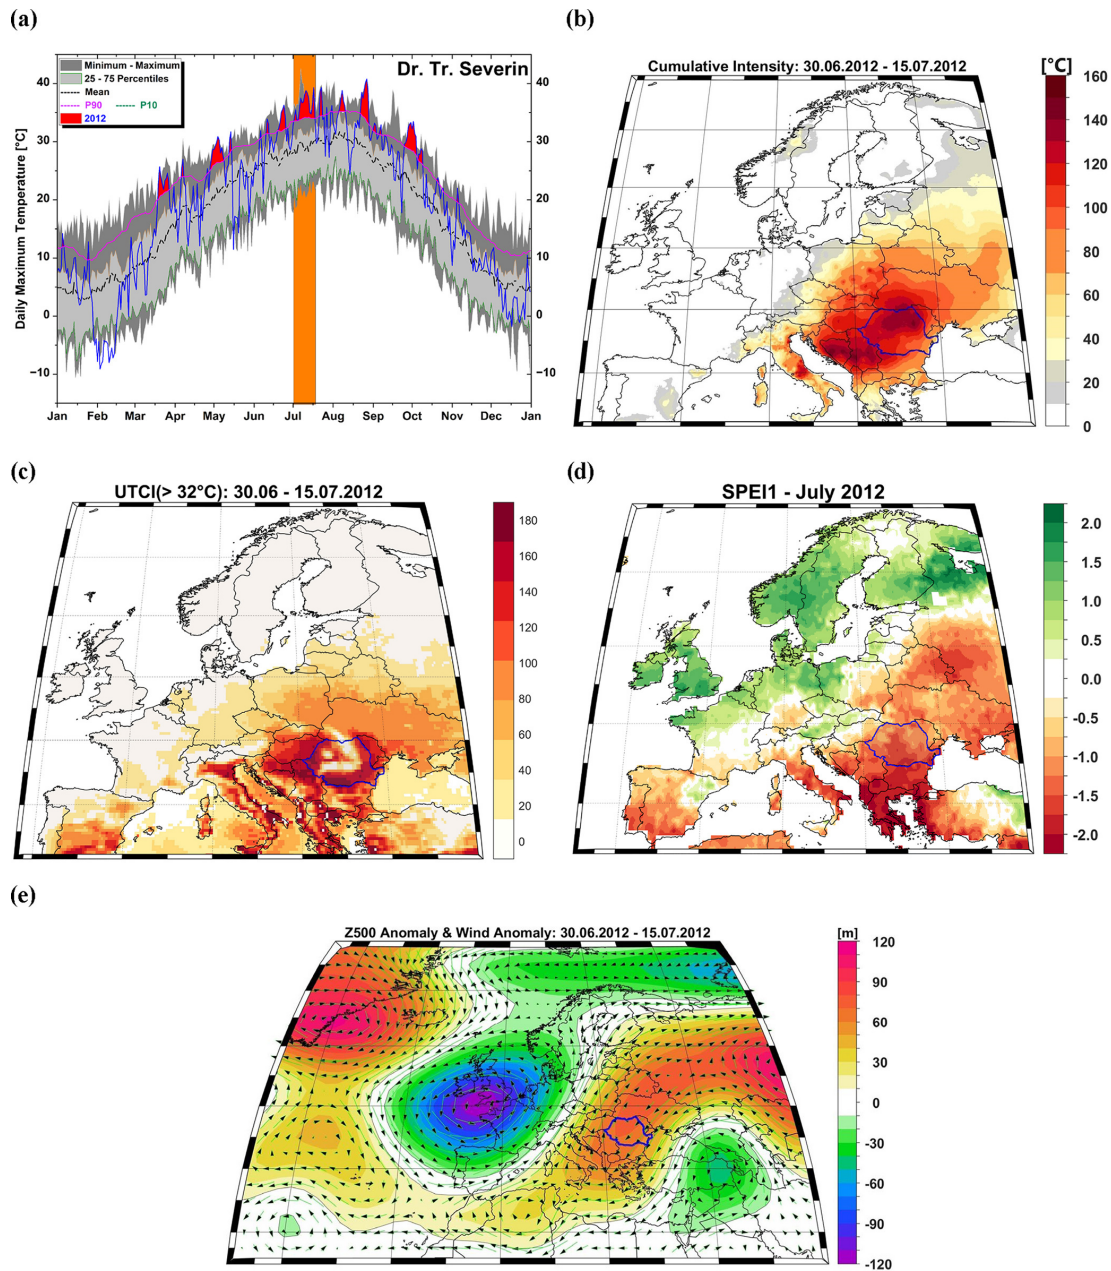 (a)
Dr. Tr. Severin
Minimum - Maximum
25 - 75 Percentiles
Mean
P90 P10
2012
Daily Maximum Temperature [°C]
40
30
20
10
0
−10
40
30
20
10
0
−10
Jan Feb Mar Apr May Jun Jul Aug Sep Oct Nov Dec Jan
(b)
Cumulative Intensity: 30.06.2012 - 15.07.2012
[°C]
160
140
120
100
80
60
40
20
0
(c)
UTCI(> 32°C): 30.06 - 15.07.2012
180
160
140
120
100
80
60
40
20
0
(d)
SPEI1 - July 2012
2.0
1.5
1.0
0.5
0.0
-0.5
-1.0
-1.5
-2.0
(e)
Z500 Anomaly & Wind Anomaly: 30.06.2012 - 15.07.2012
[m]
120
90
60
30
0
-30
-60
-90
-120